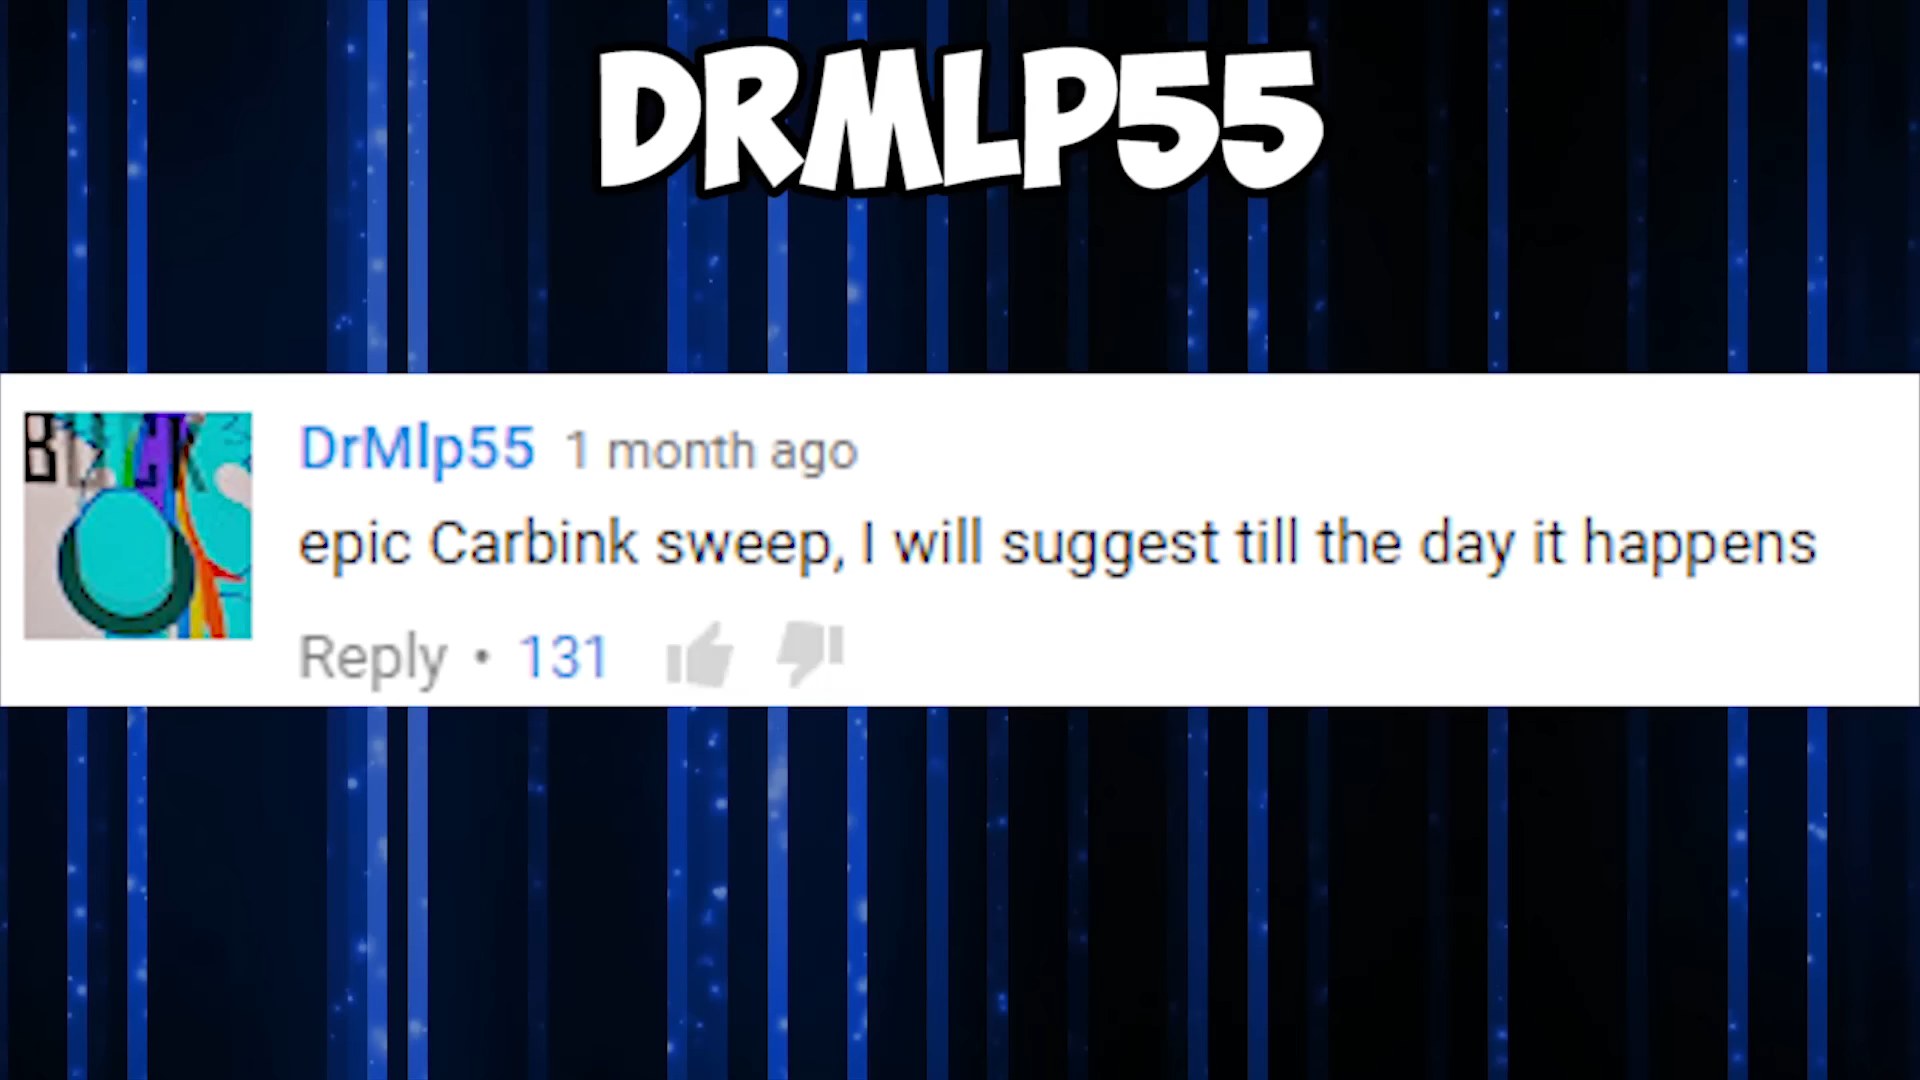 DRMLP55
DrMlp55 1 month ago
epic Carbink sweep, I will suggest till the day it happens
Reply • 131